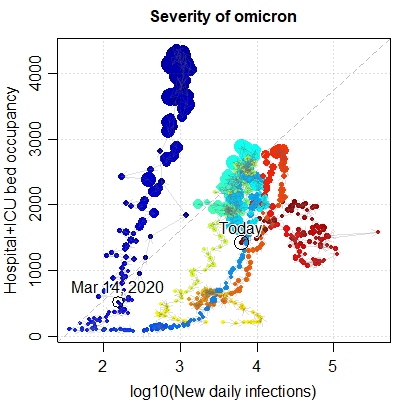 Severity of omicron
Hospital+ICU bed occupancy
4000
3000
2000
1000
0
Today
Mar 14, 2020
2
3
4
5
log10(New daily infections)